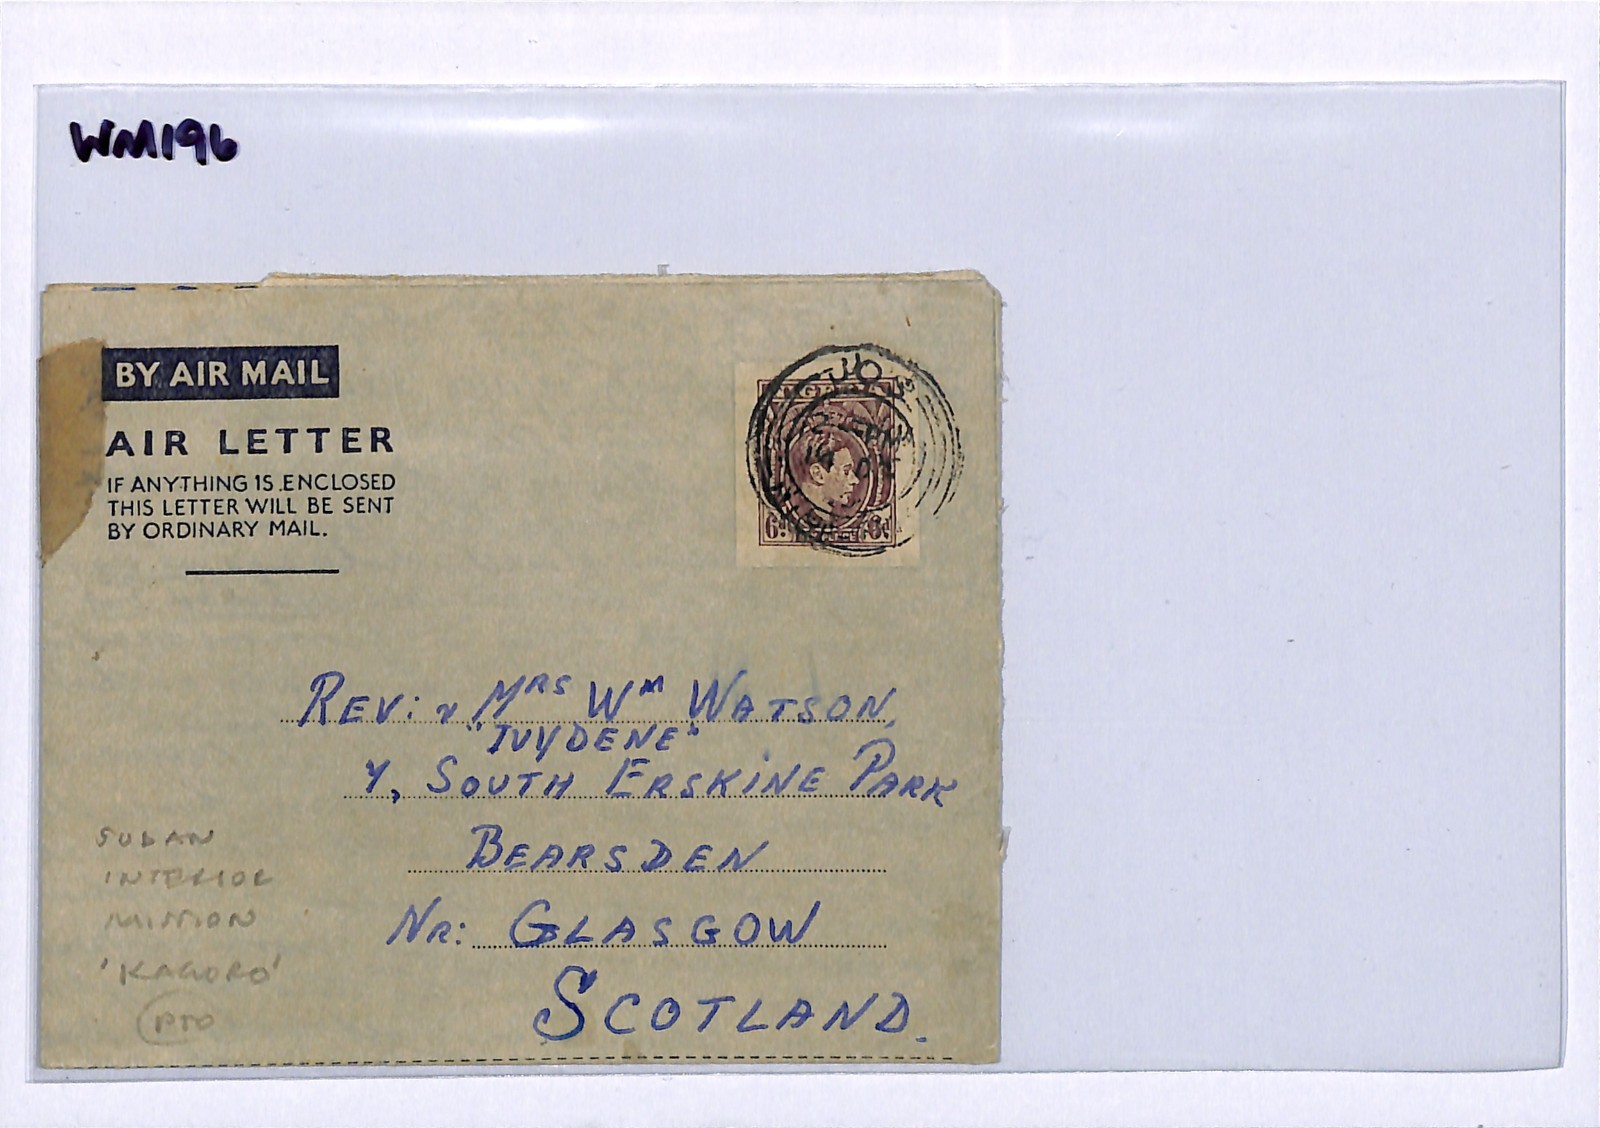 WM196
BY AIR MAIL
AIR LETTER
IF ANYTHING IS ENCLOSED
THIS LETTER WILL BE SENT
BY ORDINARY MAIL.
6d
REV: & MRS WM WATSON,
"IVYDENE"
7, SOUTH ERSKINE PARK
BEARSDEN
NR: GLASGOW
SCOTLAND.
SUDAN
INTERIOR
MISSION
'KAGORO'
PTO